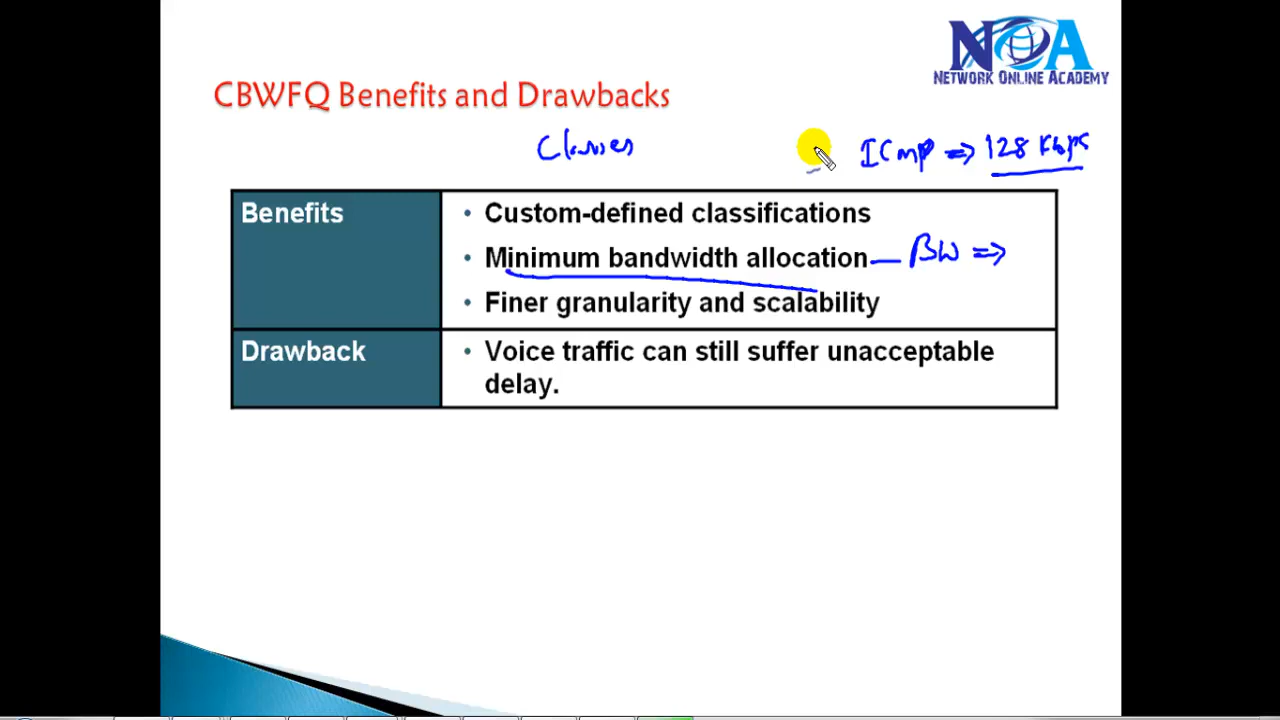 NOA
NETWORK ONLINE ACADEMY
CBWFQ Benefits and Drawbacks
Classes
ICMP ⇒ 128 Kbps
Benefits
• Custom-defined classifications
• Minimum bandwidth allocation — BW ⇒
• Finer granularity and scalability
Drawback
• Voice traffic can still suffer unacceptable
delay.